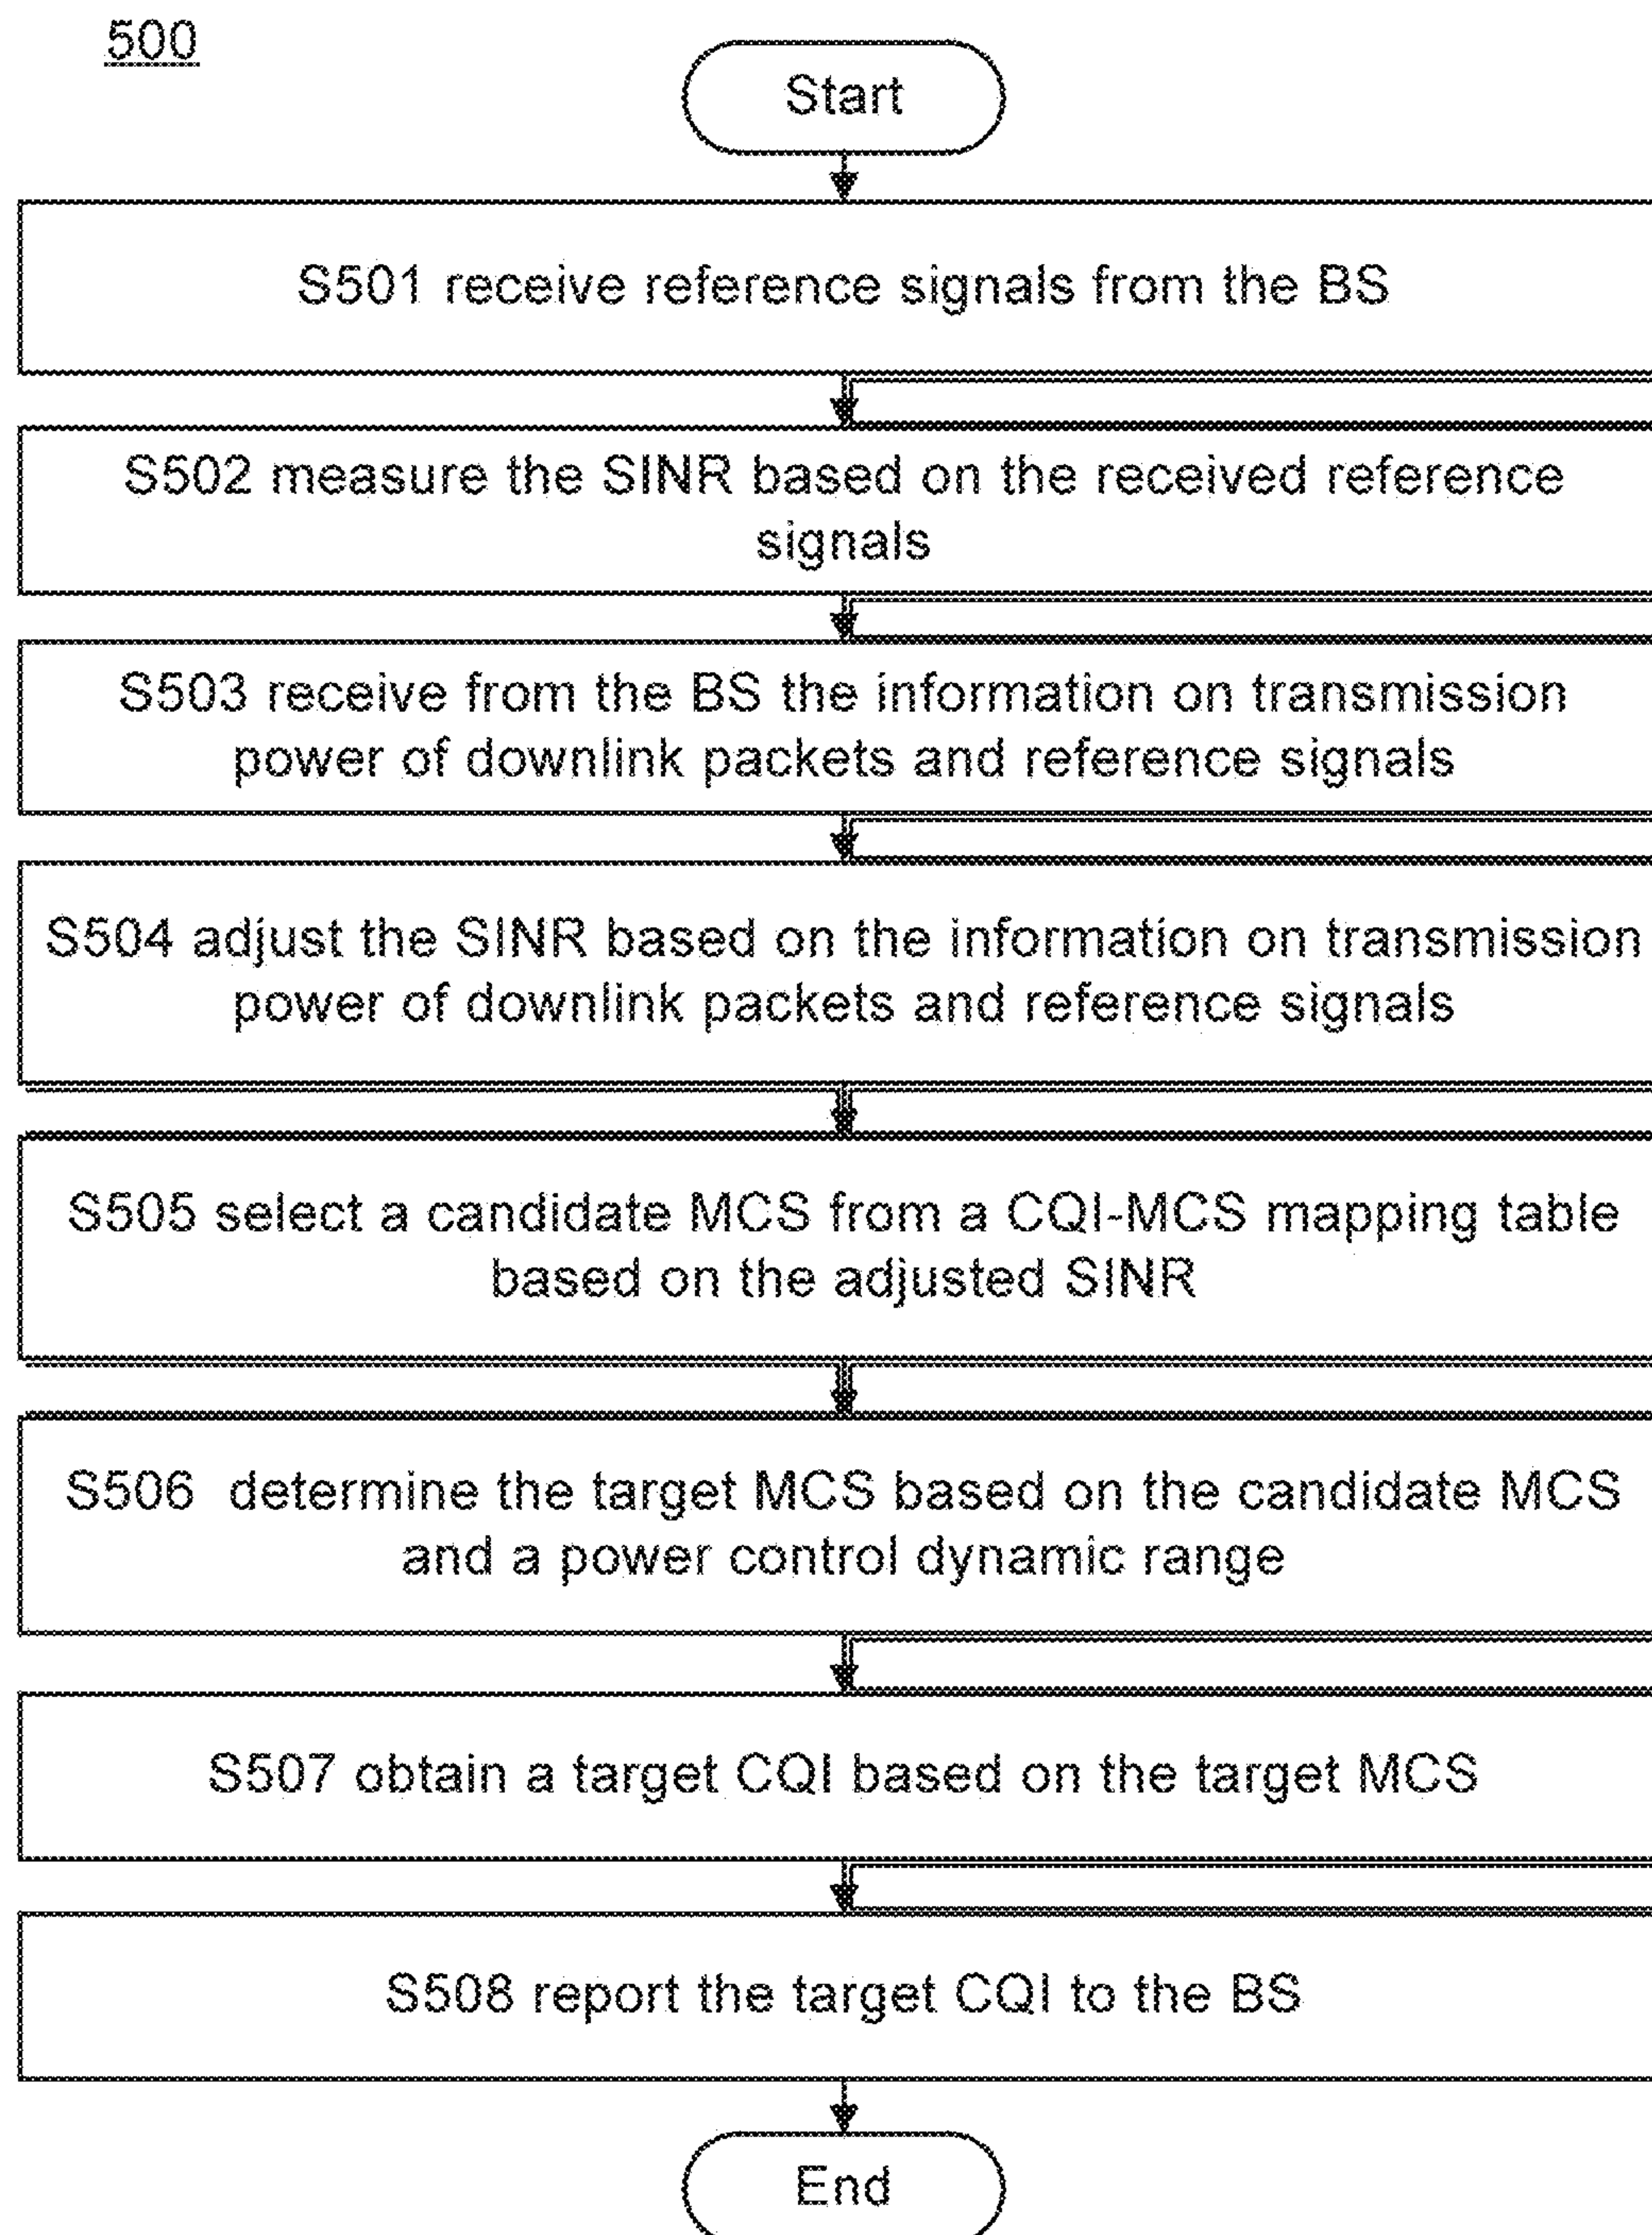 500
Start
S501 receive reference signals from the BS
S502 measure the SINR based on the received reference
signals
S503 receive from the BS the information on transmission
power of downlink packets and reference signals
S504 adjust the SINR based on the information on transmission
power of downlink packets and reference signals
S505 select a candidate MCS from a CQI-MCS mapping table
based on the adjusted SINR
S506 determine the target MCS based on the candidate MCS
and a power control dynamic range
S507 obtain a target CQI based on the target MCS
S508 report the target CQI to the BS
End